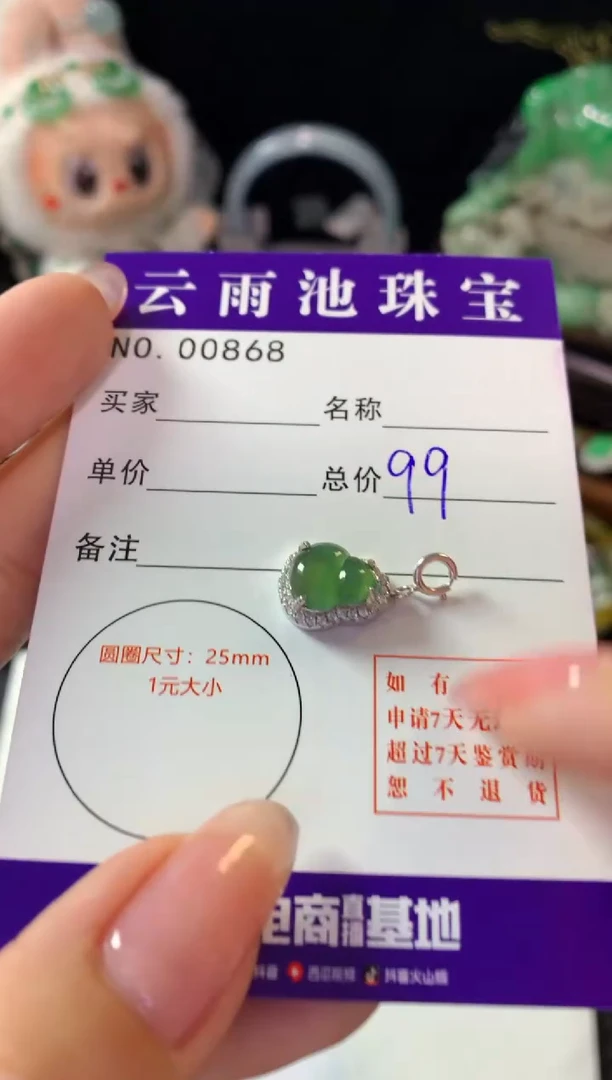 云雨池珠宝
NO. 00868
买家 名称
单价 总价 99
备注
圆圈尺寸：25mm
1元大小
如有
申请7天无
超过7天鉴赏期
恕不退货
电商直播基地
抖音 西瓜视频 抖音火山版